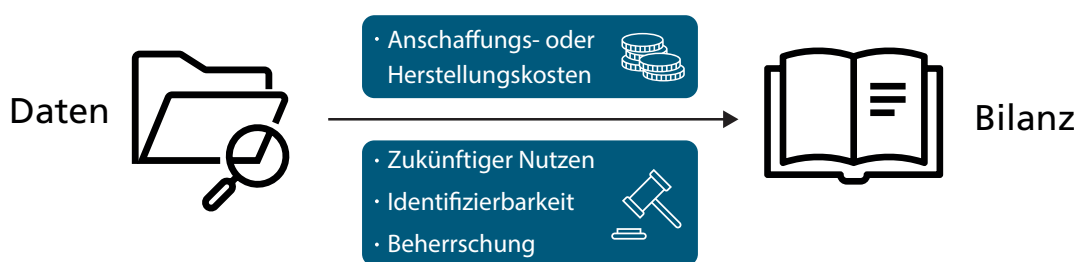 Daten
· Anschaffungs- oder
Herstellungskosten
· Zukünftiger Nutzen
· Identifizierbarkeit
· Beherrschung
Bilanz